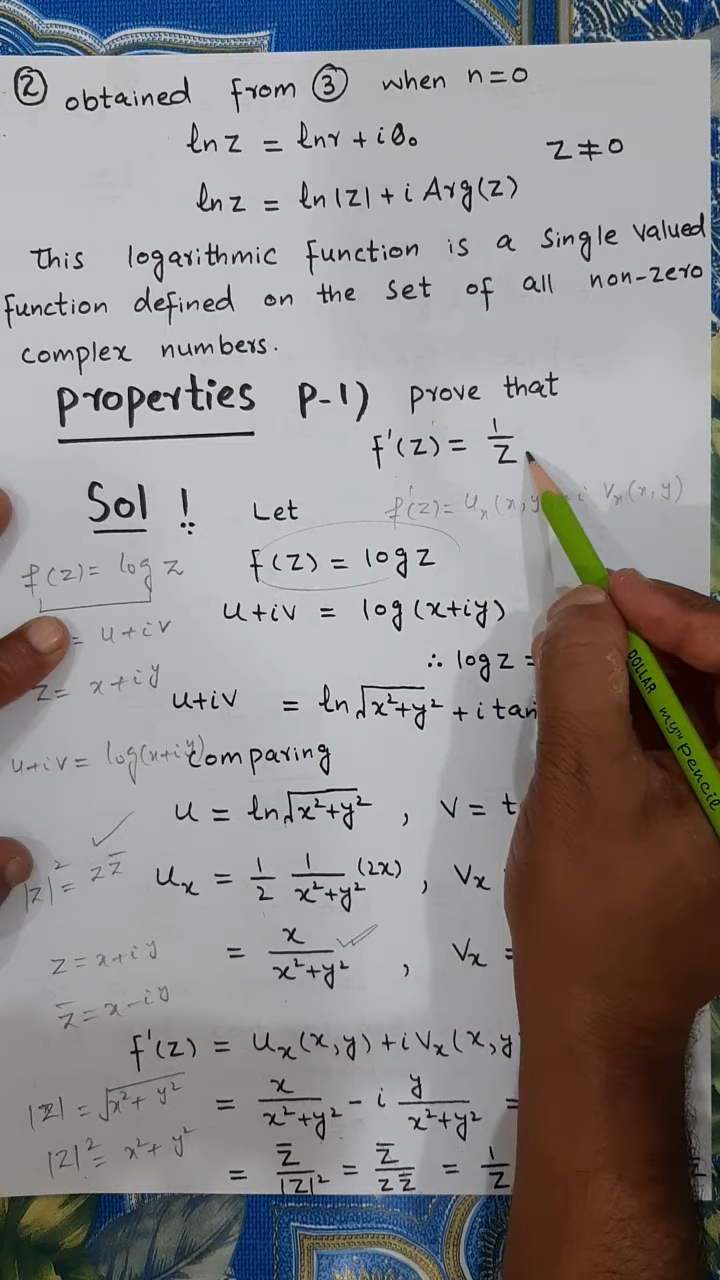 ② obtained from ③ when n=0
ln z = ln r + i θ₀ z ≠ 0
ln z = ln |z| + i Arg(z)
This logarithmic function is a single valued
function defined on the set of all non-zero
complex numbers.
Properties P-1) prove that
f'(z) = 1/z
Sol ! Let f'(z) = uₓ(x, y i Vₓ(x, y)
f(z) = log z
f(z) = log z
u+iv = log (x+iy)
= u+iv
∴ log z =
z = x+iy
u+iv = ln √x²+y² + i tan
u+iv = log(x+iy)
Comparing
u = ln √x²+y² , V = t
|z|² = z z̄ ✓
uₓ = 1/2 1/x²+y² (2x) , Vₓ
z = x+iy
= x/x²+y² ✓ , Vₓ =
z̄ = x-iy
f'(z) = uₓ(x,y) + i Vₓ(x,y
|z| = √x²+y²
= x/x²+y² - i y/x²+y² =
|z|² = x²+y²
= z̄/|z|² = z̄/z z̄ = 1/z
DOLLAR my pencil